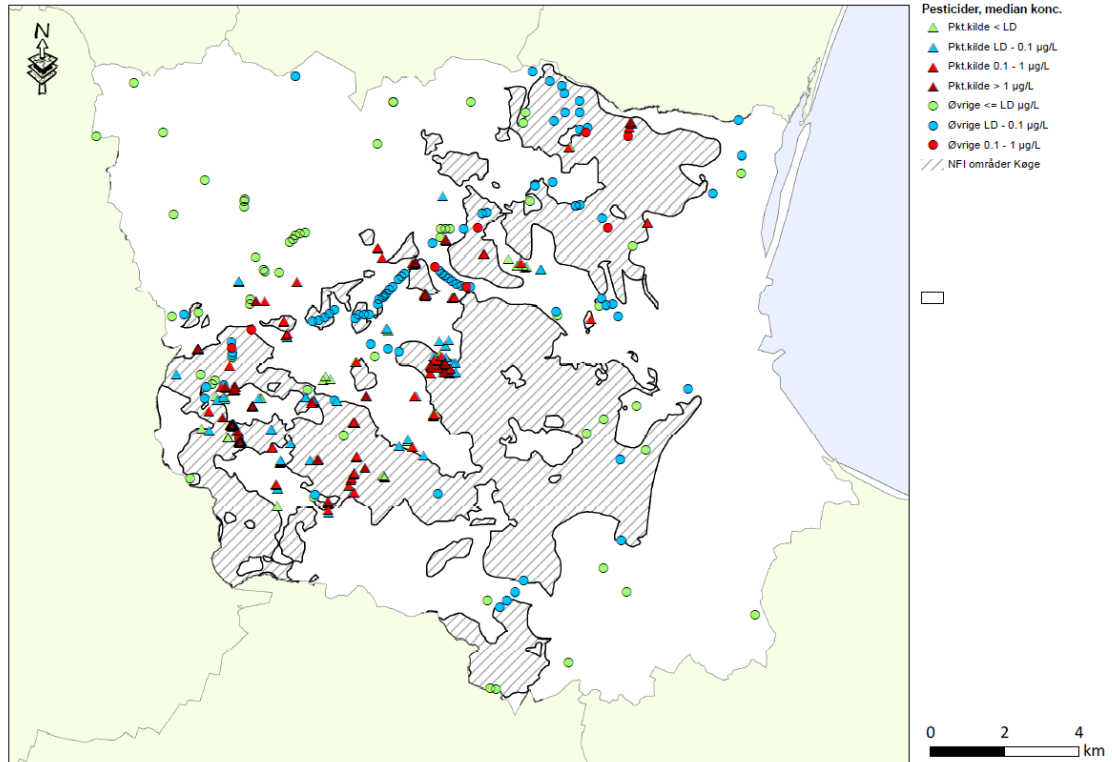 N
Pesticider, median konc.
Pkt.kilde < LD
Pkt.kilde LD - 0.1 µg/L
Pkt.kilde 0.1 - 1 µg/L
Pkt.kilde > 1 µg/L
Øvrige <= LD µg/L
Øvrige LD - 0.1 µg/L
Øvrige 0.1 - 1 µg/L
NFI områder Køge
0 2 4
km